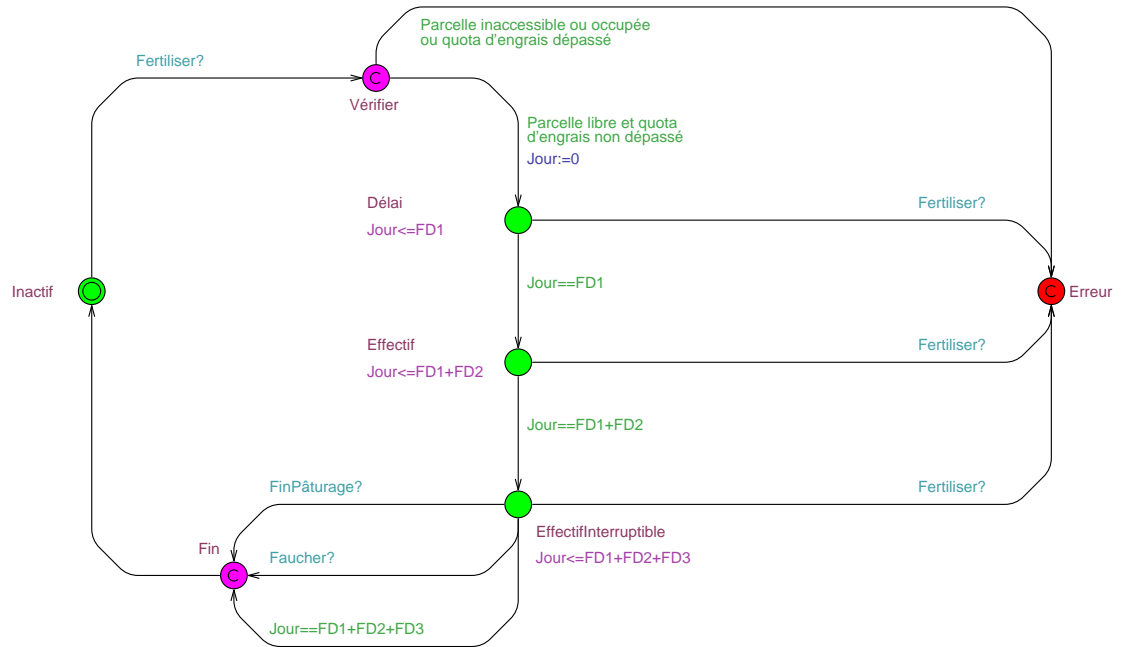 Parcelle inaccessible ou occupée
ou quota d'engrais dépassé
Fertiliser?
C
Vérifier
Parcelle libre et quota
d'engrais non dépassé
Jour:=0
Délai
Fertiliser?
Jour<=FD1
Jour==FD1
Inactif
C
Erreur
Effectif
Fertiliser?
Jour<=FD1+FD2
Jour==FD1+FD2
FinPâturage?
Fertiliser?
EffectifInterruptible
Fin
Faucher?
Jour<=FD1+FD2+FD3
C
Jour==FD1+FD2+FD3